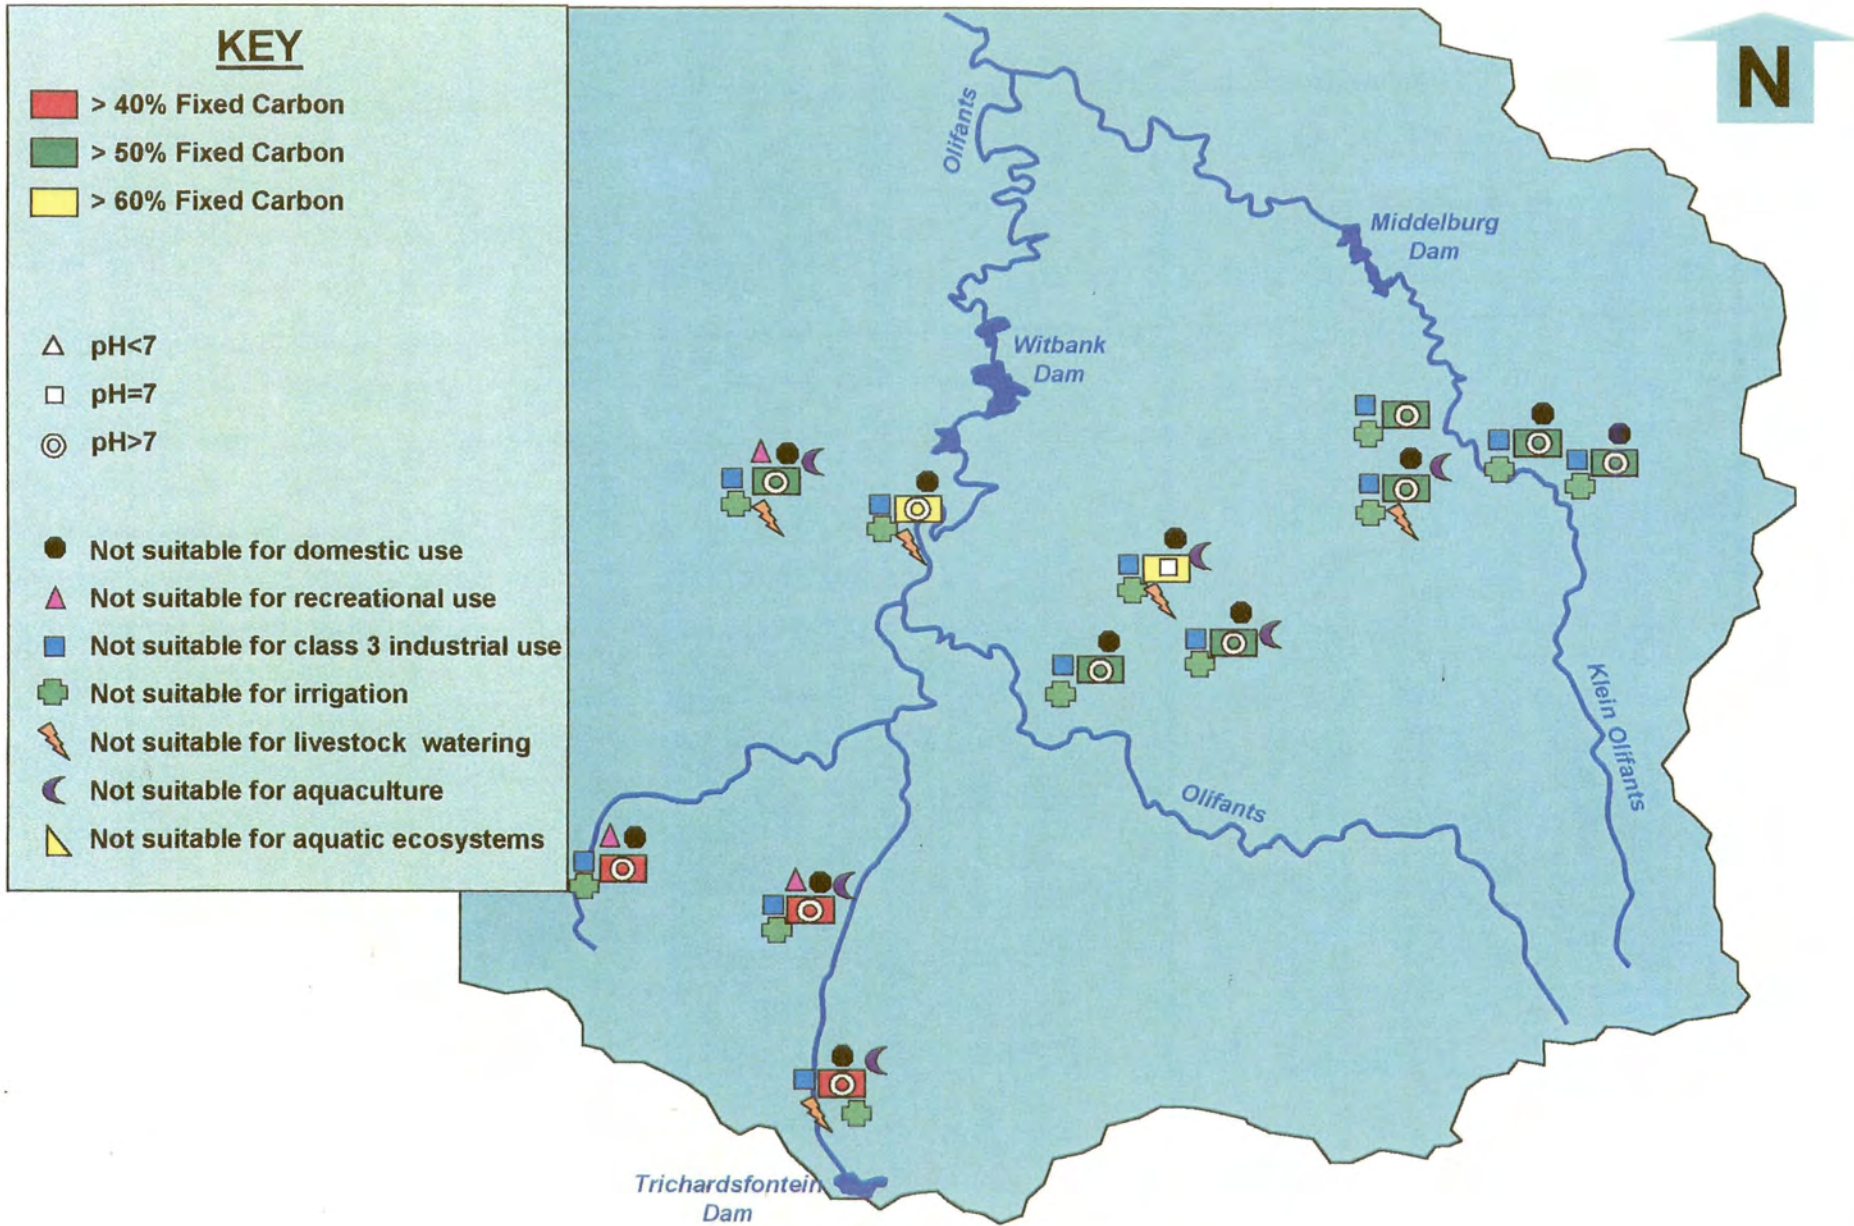 KEY
> 40% Fixed Carbon
> 50% Fixed Carbon
> 60% Fixed Carbon
pH<7
pH=7
pH>7
Not suitable for domestic use
Not suitable for recreational use
Not suitable for class 3 industrial use
Not suitable for irrigation
Not suitable for livestock watering
Not suitable for aquaculture
Not suitable for aquatic ecosystems
N
Olifants
Middelburg
Dam
Witbank
Dam
Klein Olifants
Olifants
Trichardsfontein
Dam